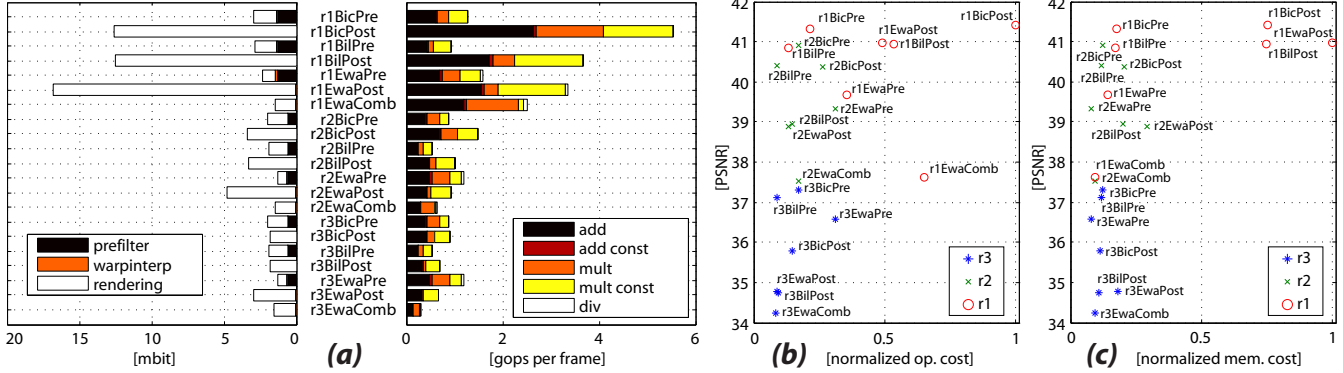 r1BicPre
r1BicPost
r1BilPre
r1BilPost
r1EwaPre
r1EwaPost
r1EwaComb
r2BicPre
r2BicPost
r2BilPre
r2BilPost
r2EwaPre
r2EwaPost
r2EwaComb
r3BicPre
r3BicPost
r3BilPre
r3BilPost
r3EwaPre
r3EwaPost
r3EwaComb
prefilter
warpinterp
rendering
20 15 10 5 0
[mbit]
(a)
add
add const
mult
mult const
div
0 2 4 6
[gops per frame]
[PSNR]
42
41
40
39
38
37
36
35
34
r1BicPre
r1BicPost
r2BicPre
r1BilPost
r1BilPre
r2BilPre
r2BicPost
r1EwaPre
r2EwaPre
r2BilPost
r2EwaPost
r1EwaComb
r2EwaComb
r3BicPre
r3BilPre
r3EwaPre
r3BicPost
r3EwaPost
r3BilPost
r3EwaComb
r3
r2
r1
0 0.5 1
(b)
[normalized op. cost]
[PSNR]
42
41
40
39
38
37
36
35
34
r1BicPost
r1BicPre
r1EwaPost
r1BilPre
r1BilPost
r2BicPre
r2BicPost
r2BilPre
r1EwaPre
r2EwaPre
r2BilPost
r2EwaPost
r1EwaComb
r2EwaComb
r3BicPre
r3BilPre
r3EwaPre
r3BicPost
r3BilPost
r3EwaPost
r3EwaComb
r3
r2
r1
0 0.5 1
(c)
[normalized mem. cost]